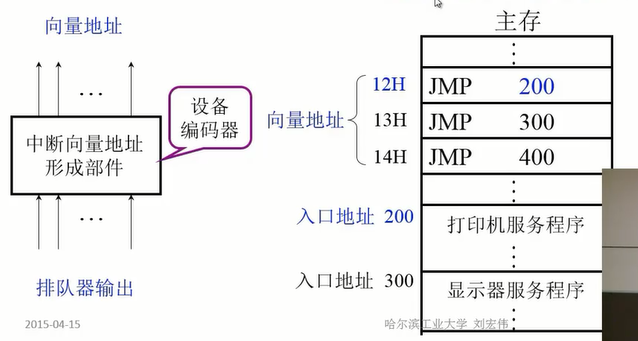 向量地址
…
设备
编码器
中断向量地址
形成部件
…
排队器输出
2015-04-15
主存
⋮
向量地址
12H JMP 200
13H JMP 300
14H JMP 400
⋮
入口地址 200
打印机服务程序
⋮
入口地址 300
显示器服务程序
⋮
哈尔滨工业大学 刘宏伟